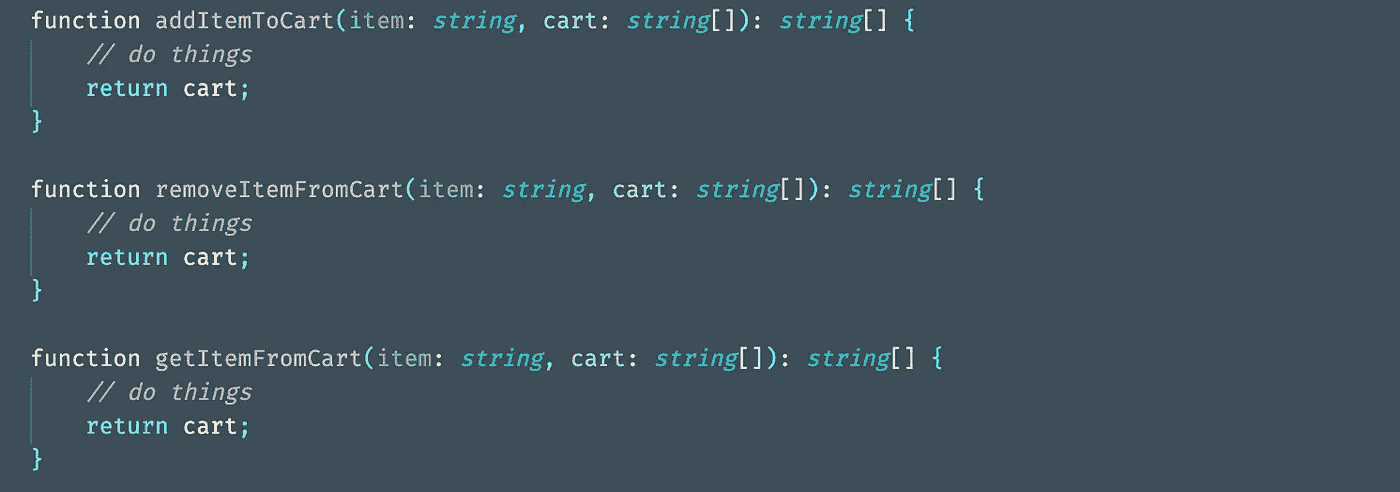 function addItemToCart(item: string, cart: string[]): string[] {
    // do things
    return cart;
}

function removeItemFromCart(item: string, cart: string[]): string[] {
    // do things
    return cart;
}

function getItemFromCart(item: string, cart: string[]): string[] {
    // do things
    return cart;
}